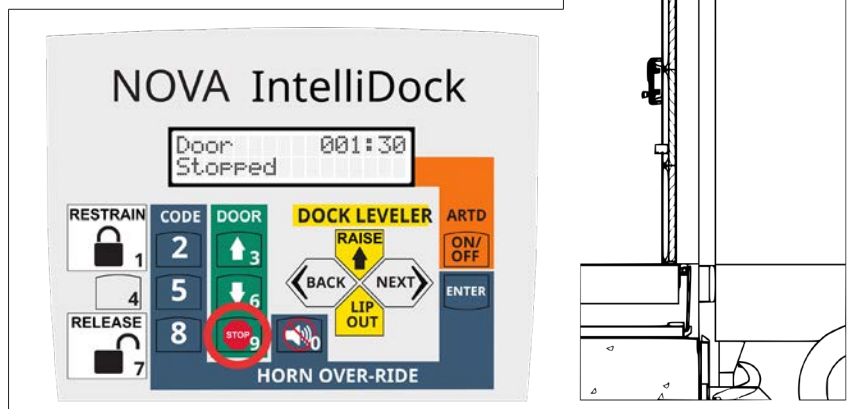 NOVA IntelliDock
Door 001:30
Stopped
RESTRAIN
1
4
RELEASE
7
CODE
2
5
8
DOOR
3
6
STOP 9
0
DOCK LEVELER
RAISE
BACK
NEXT
LIP
OUT
ARTD
ON/
OFF
ENTER
HORN OVER-RIDE